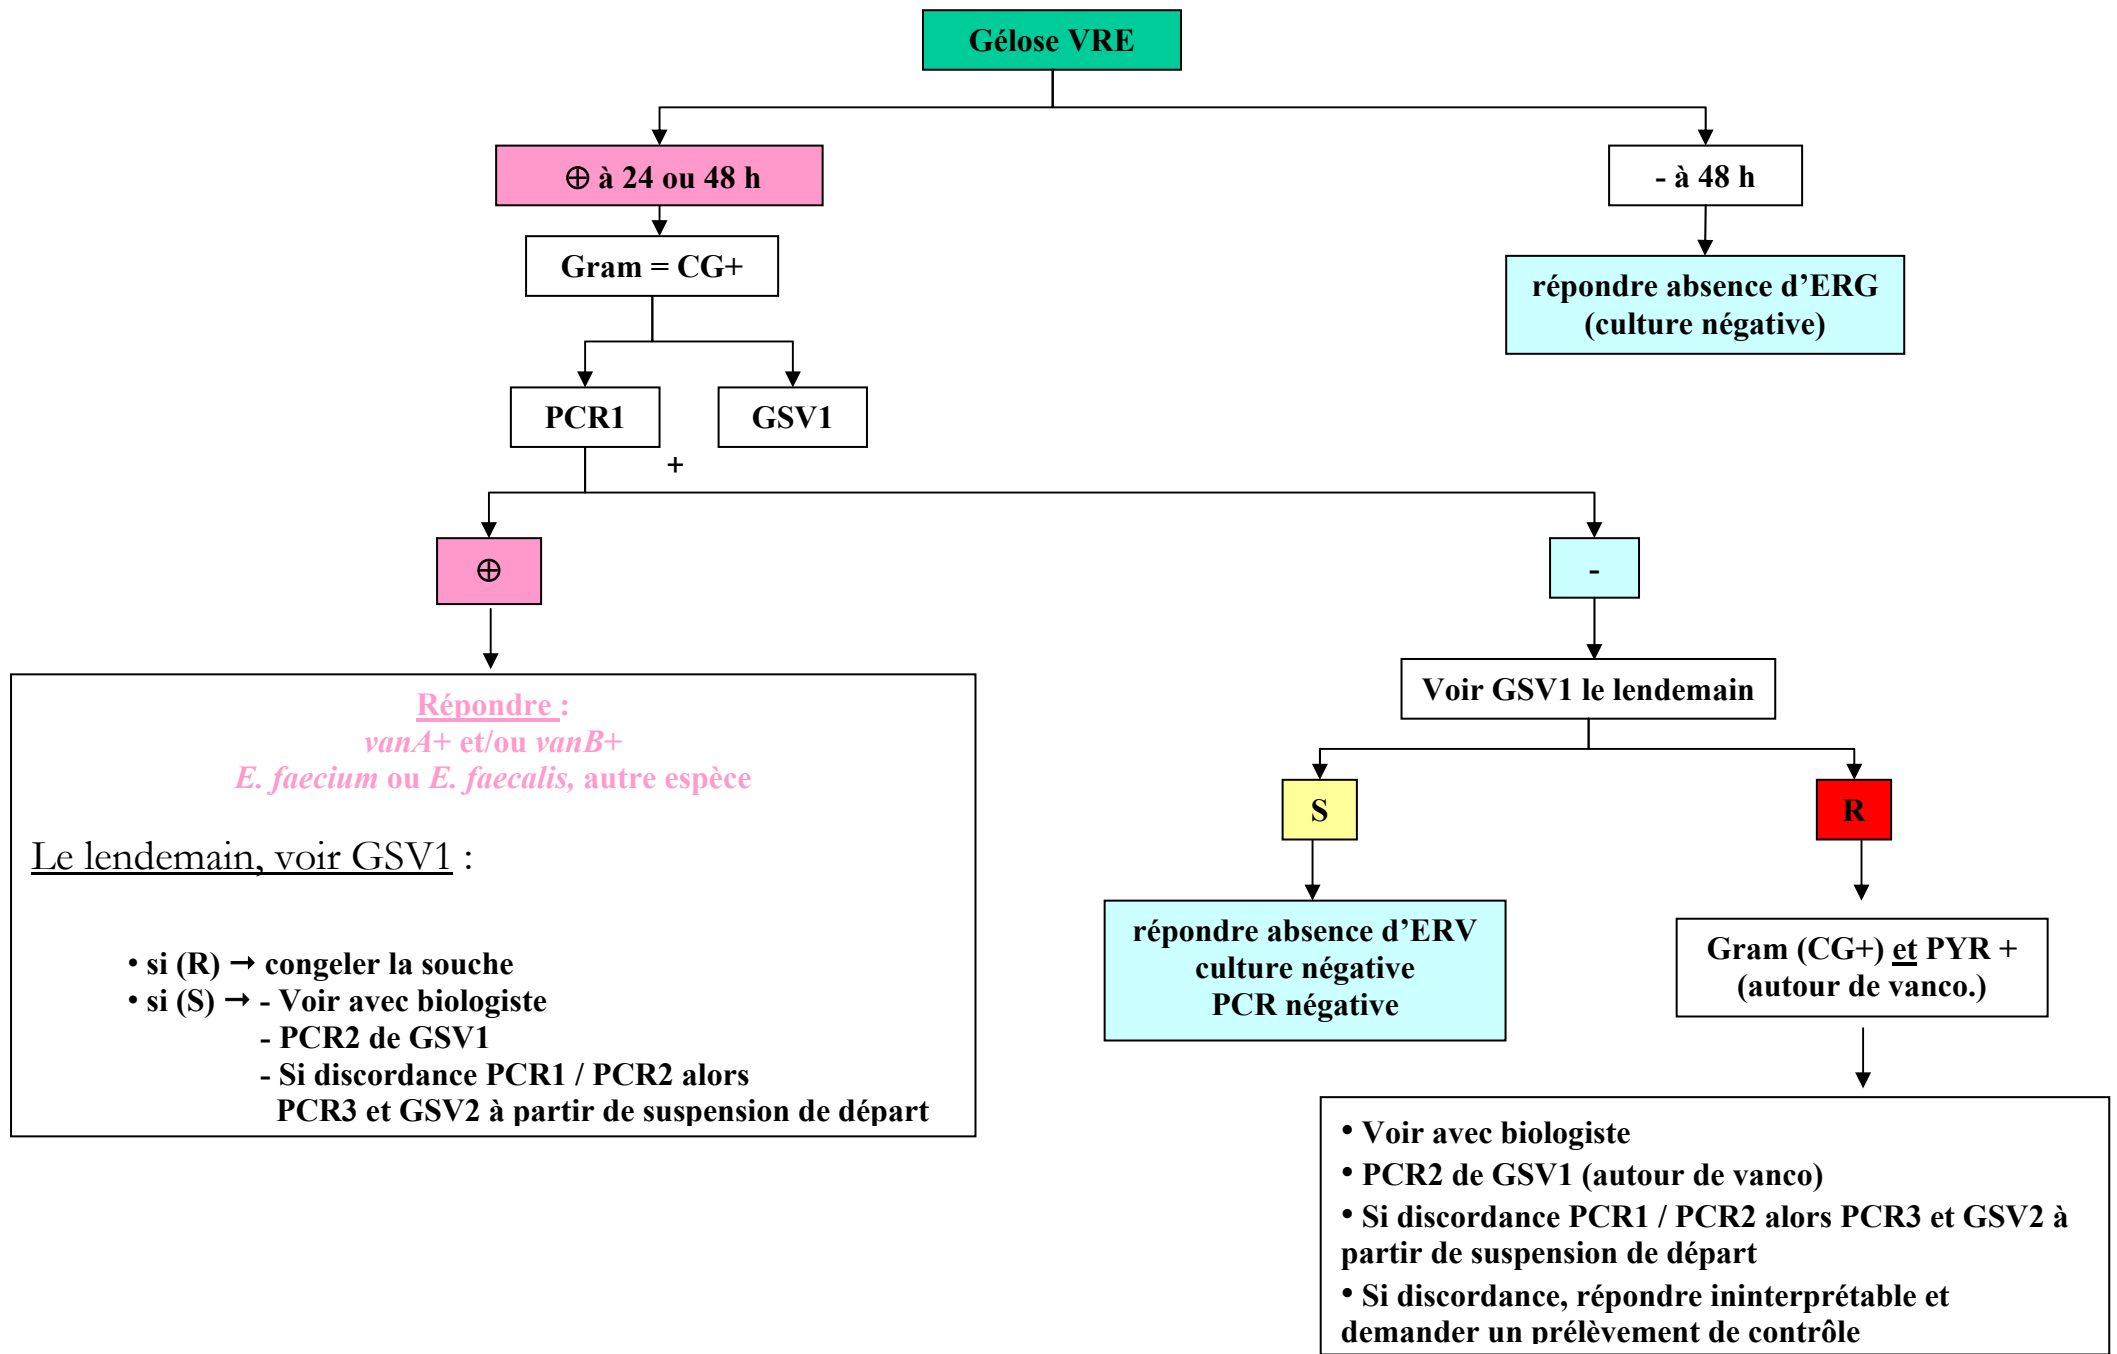 Gélose VRE
⊕ à 24 ou 48 h
- à 48 h
Gram = CG+
répondre absence d’ERG
(culture négative)
PCR1
GSV1
+
⊕
-
Voir GSV1 le lendemain
Répondre :
vanA+ et/ou vanB+
E. faecium ou E. faecalis, autre espèce
Le lendemain, voir GSV1 :
• si (R) → congeler la souche
• si (S) → - Voir avec biologiste
- PCR2 de GSV1
- Si discordance PCR1 / PCR2 alors
PCR3 et GSV2 à partir de suspension de départ
S
R
répondre absence d’ERV
culture négative
PCR négative
Gram (CG+) et PYR +
(autour de vanco.)
• Voir avec biologiste
• PCR2 de GSV1 (autour de vanco)
• Si discordance PCR1 / PCR2 alors PCR3 et GSV2 à
partir de suspension de départ
• Si discordance, répondre ininterprétable et
demander un prélèvement de contrôle